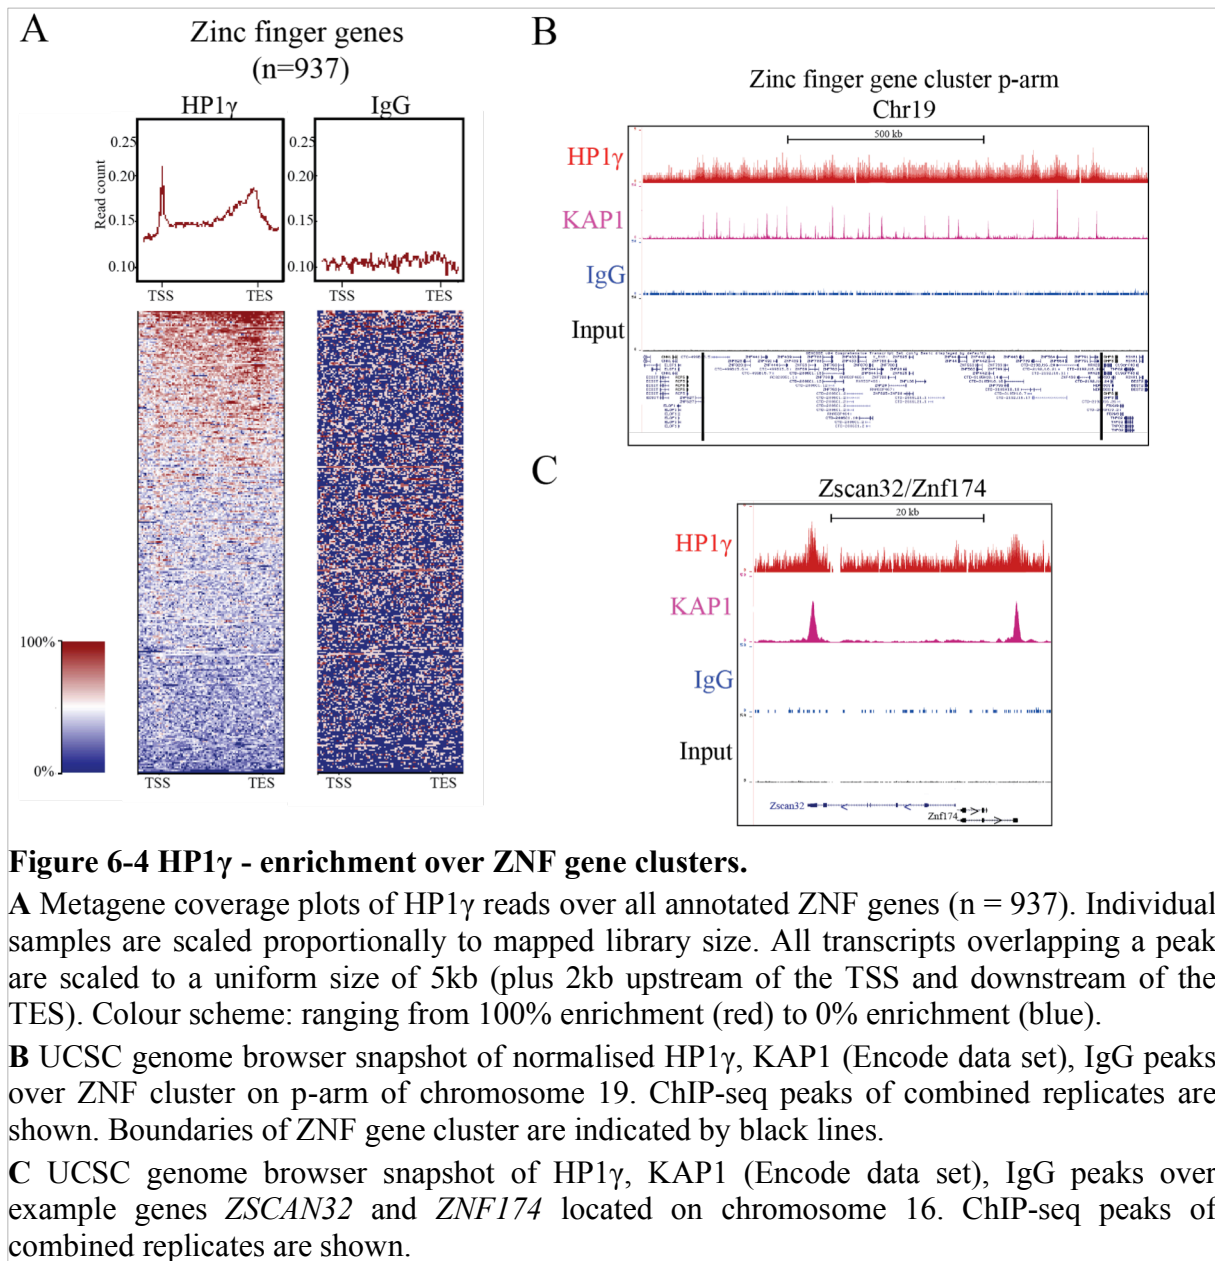 A
Zinc finger genes
(n=937)
HP1γ
IgG
Read count
0.25
0.20
0.15
0.10
0.25
0.20
0.15
0.10
TSS
TES
TSS
TES
100%
0%
TSS
TES
TSS
TES
B
Zinc finger gene cluster p-arm
Chr19
500 kb
HP1γ
KAP1
IgG
Input
C
Zscan32/Znf174
20 kb
HP1γ
KAP1
IgG
Input
Zscan32
Znf174
Figure 6-4 HP1γ - enrichment over ZNF gene clusters.
A Metagene coverage plots of HP1γ reads over all annotated ZNF genes (n = 937). Individual
samples are scaled proportionally to mapped library size. All transcripts overlapping a peak
are scaled to a uniform size of 5kb (plus 2kb upstream of the TSS and downstream of the
TES). Colour scheme: ranging from 100% enrichment (red) to 0% enrichment (blue).
B UCSC genome browser snapshot of normalised HP1γ, KAP1 (Encode data set), IgG peaks
over ZNF cluster on p-arm of chromosome 19. ChIP-seq peaks of combined replicates are
shown. Boundaries of ZNF gene cluster are indicated by black lines.
C UCSC genome browser snapshot of HP1γ, KAP1 (Encode data set), IgG peaks over
example genes ZSCAN32 and ZNF174 located on chromosome 16. ChIP-seq peaks of
combined replicates are shown.